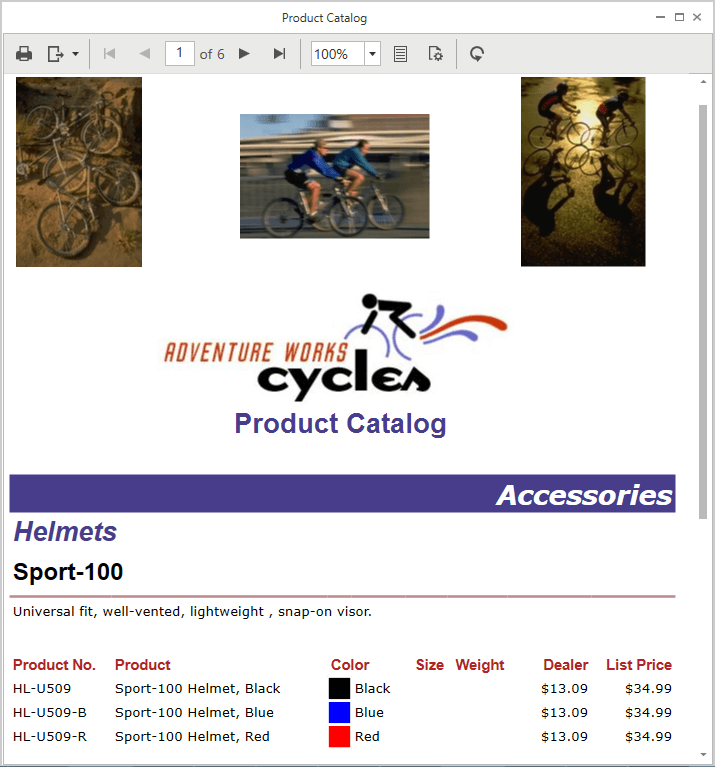 Product Catalog
1 of 6 100%
ADVENTURE WORKS
cycles
Product Catalog
Accessories
Helmets
Sport-100
Universal fit, well-vented, lightweight , snap-on visor.
Product No. Product Color Size Weight Dealer List Price
HL-U509 Sport-100 Helmet, Black Black $13.09 $34.99
HL-U509-B Sport-100 Helmet, Blue Blue $13.09 $34.99
HL-U509-R Sport-100 Helmet, Red Red $13.09 $34.99